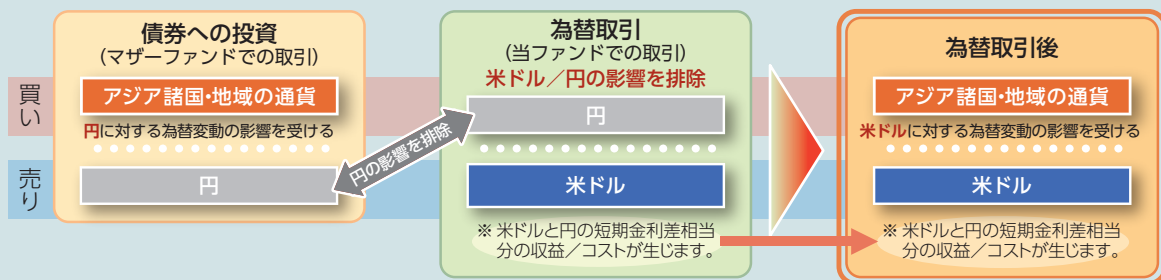 買い
売り
債券への投資
(マザーファンドでの取引)
アジア諸国・地域の通貨
円に対する為替変動の影響を受ける
円
円の影響を排除
為替取引
(当ファンドでの取引)
米ドル／円の影響を排除
円
米ドル
※ 米ドルと円の短期金利差相当
分の収益／コストが生じます。
為替取引後
アジア諸国・地域の通貨
米ドルに対する為替変動の影響を受ける
米ドル
※ 米ドルと円の短期金利差相当
分の収益／コストが生じます。